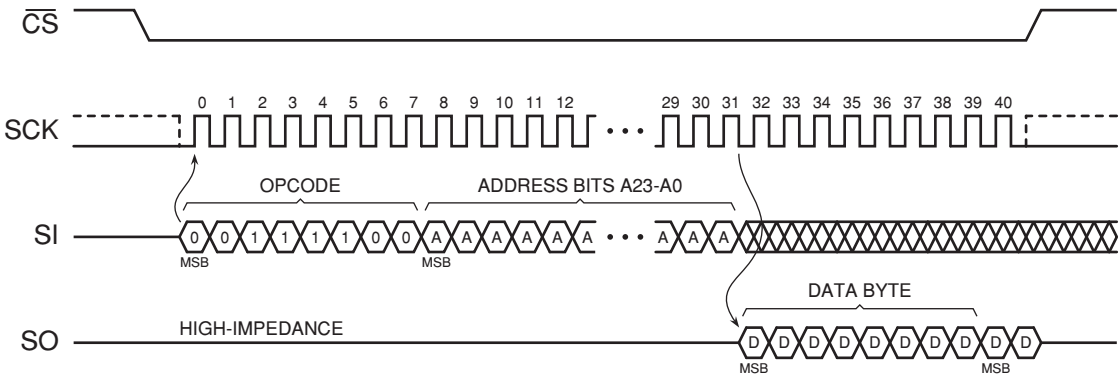 CS
0 1 2 3 4 5 6 7 8 9 10 11 12 29 30 31 32 33 34 35 36 37 38 39 40
SCK
OPCODE ADDRESS BITS A23-A0
SI 0 0 1 1 1 1 0 0 A A A A A A • • • A A A
MSB MSB
DATA BYTE
HIGH-IMPEDANCE
SO D D D D D D D D D D
MSB MSB